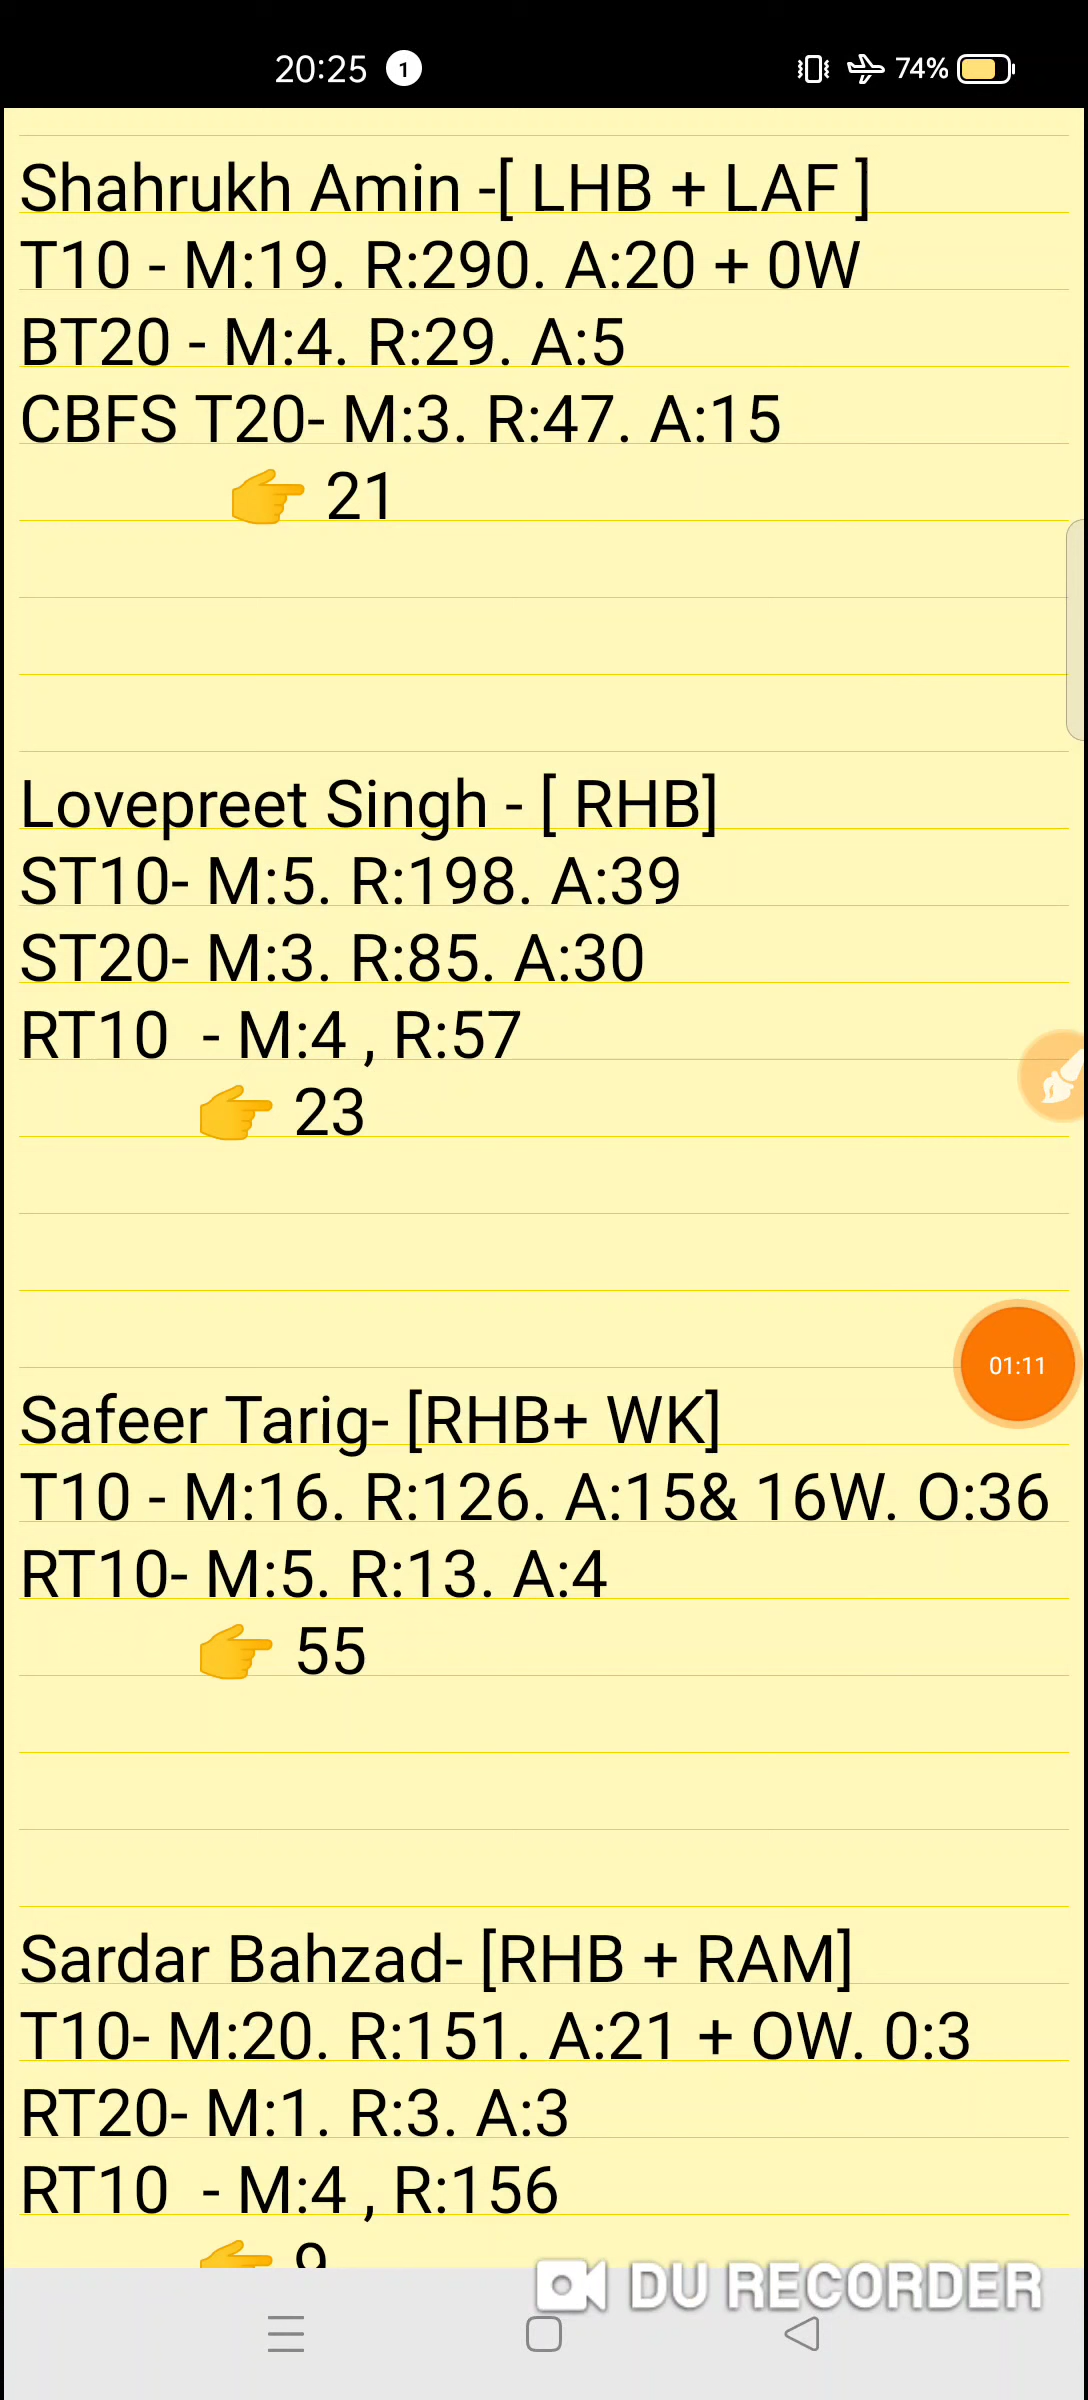 20:25 1 74%
Shahrukh Amin -[ LHB + LAF ]
T10 - M:19. R:290. A:20 + 0W
BT20 - M:4. R:29. A:5
CBFS T20- M:3. R:47. A:15
👉 21
Lovepreet Singh - [ RHB]
ST10- M:5. R:198. A:39
ST20- M:3. R:85. A:30
RT10  - M:4 , R:57
👉 23
01:11
Safeer Tarig- [RHB+ WK]
T10 - M:16. R:126. A:15& 16W. O:36
RT10- M:5. R:13. A:4
👉 55
Sardar Bahzad- [RHB + RAM]
T10- M:20. R:151. A:21 + OW. 0:3
RT20- M:1. R:3. A:3
RT10  - M:4 , R:156
👉
DU RECORDER